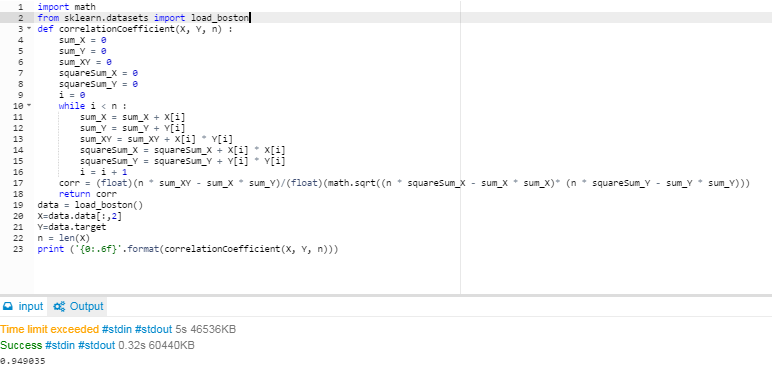 1 import math
2 from sklearn.datasets import load_boston
3 def correlationCoefficient(X, Y, n) :
4 sum_X = 0
5 sum_Y = 0
6 sum_XY = 0
7 squareSum_X = 0
8 squareSum_Y = 0
9 i = 0
10 while i < n :
11 sum_X = sum_X + X[i]
12 sum_Y = sum_Y + Y[i]
13 sum_XY = sum_XY + X[i] * Y[i]
14 squareSum_X = squareSum_X + X[i] * X[i]
15 squareSum_Y = squareSum_Y + Y[i] * Y[i]
16 i = i + 1
17 corr = (float)(n * sum_XY - sum_X * sum_Y)/(float)(math.sqrt((n * squareSum_X - sum_X * sum_X)* (n * squareSum_Y - sum_Y * sum_Y)))
18 return corr
19 data = load_boston()
20 X=data.data[:,2]
21 Y=data.target
22 n = len(X)
23 print ('{0:.6f}'.format(correlationCoefficient(X, Y, n)))
input Output
Time limit exceeded #stdin #stdout 5s 46536KB
Success #stdin #stdout 0.32s 60440KB
0.949035